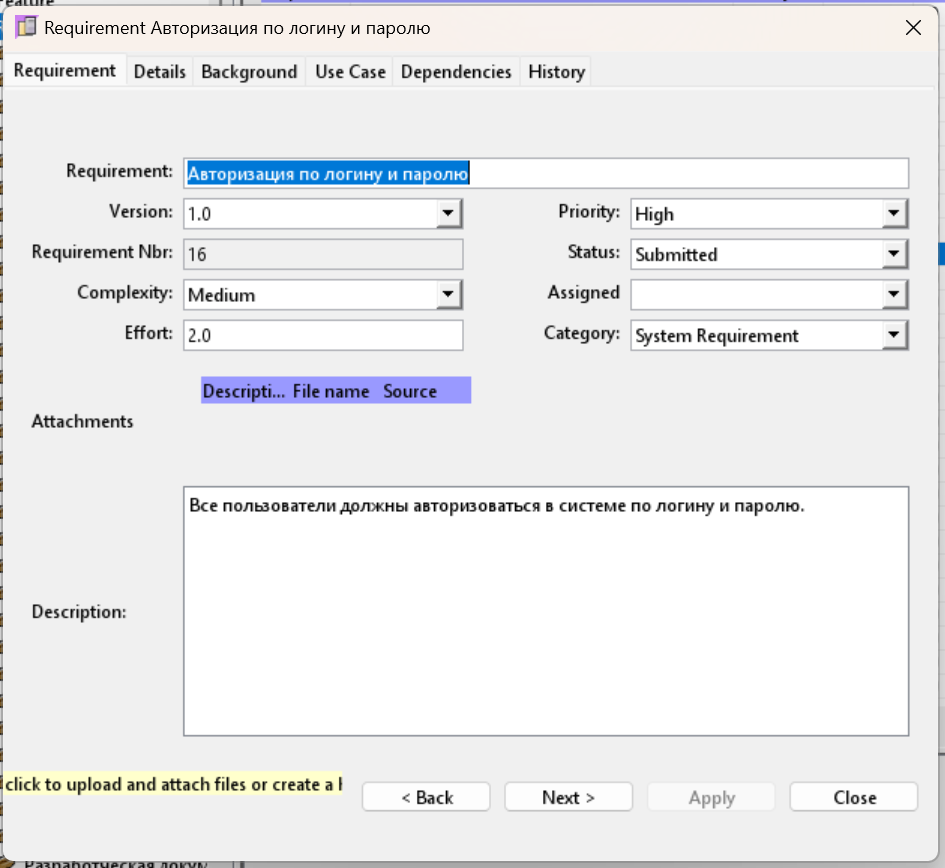 Requirement Авторизация по логину и паролю
Requirement Details Background Use Case Dependencies History
Requirement: Авторизация по логину и паролю
Version: 1.0 Priority: High
Requirement Nbr: 16 Status: Submitted
Complexity: Medium Assigned
Effort: 2.0 Category: System Requirement
Descripti... File name Source
Attachments
Все пользователи должны авторизоваться в системе по логину и паролю.
Description:
click to upload and attach files or create a
< Back Next > Apply Close